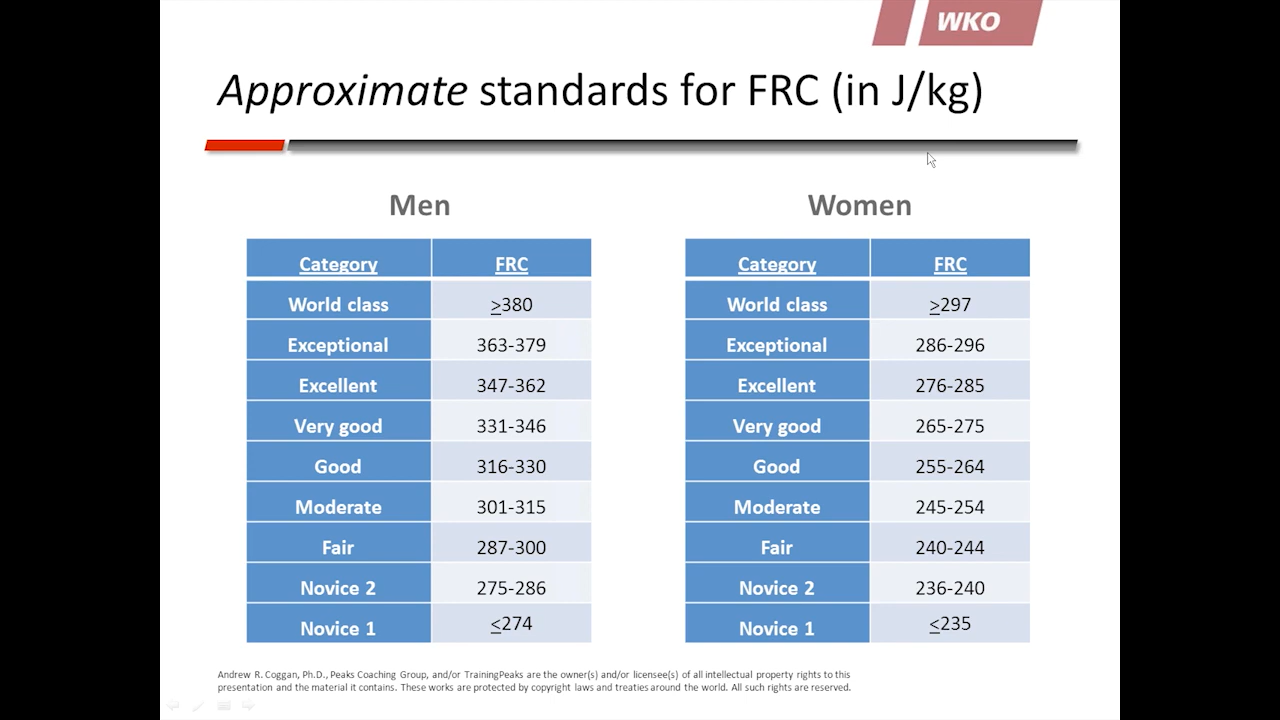 WKO
Approximate standards for FRC (in J/kg)
Men
Category FRC
World class ≥380
Exceptional 363-379
Excellent 347-362
Very good 331-346
Good 316-330
Moderate 301-315
Fair 287-300
Novice 2 275-286
Novice 1 ≤274
Women
Category FRC
World class ≥297
Exceptional 286-296
Excellent 276-285
Very good 265-275
Good 255-264
Moderate 245-254
Fair 240-244
Novice 2 236-240
Novice 1 ≤235
Andrew R. Coggan, Ph.D., Peaks Coaching Group, and/or TrainingPeaks are the owner(s) and/or licensee(s) of all intellectual property rights to this
presentation and the material it contains. These works are protected by copyright laws and treaties around the world. All such rights are reserved.